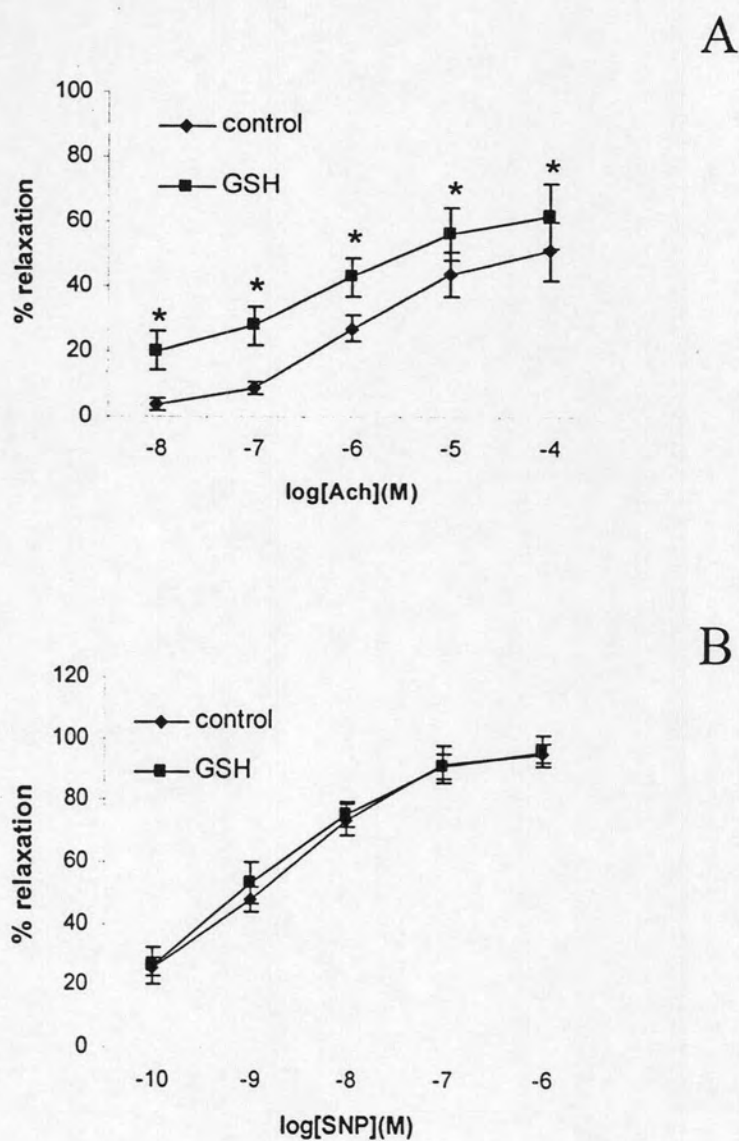 A
100
80
60
40
20
0
% relaxation
control
GSH
* * * * *
-8 -7 -6 -5 -4
log[Ach](M)
B
120
100
80
60
40
20
0
% relaxation
control
GSH
-10 -9 -8 -7 -6
log[SNP](M)